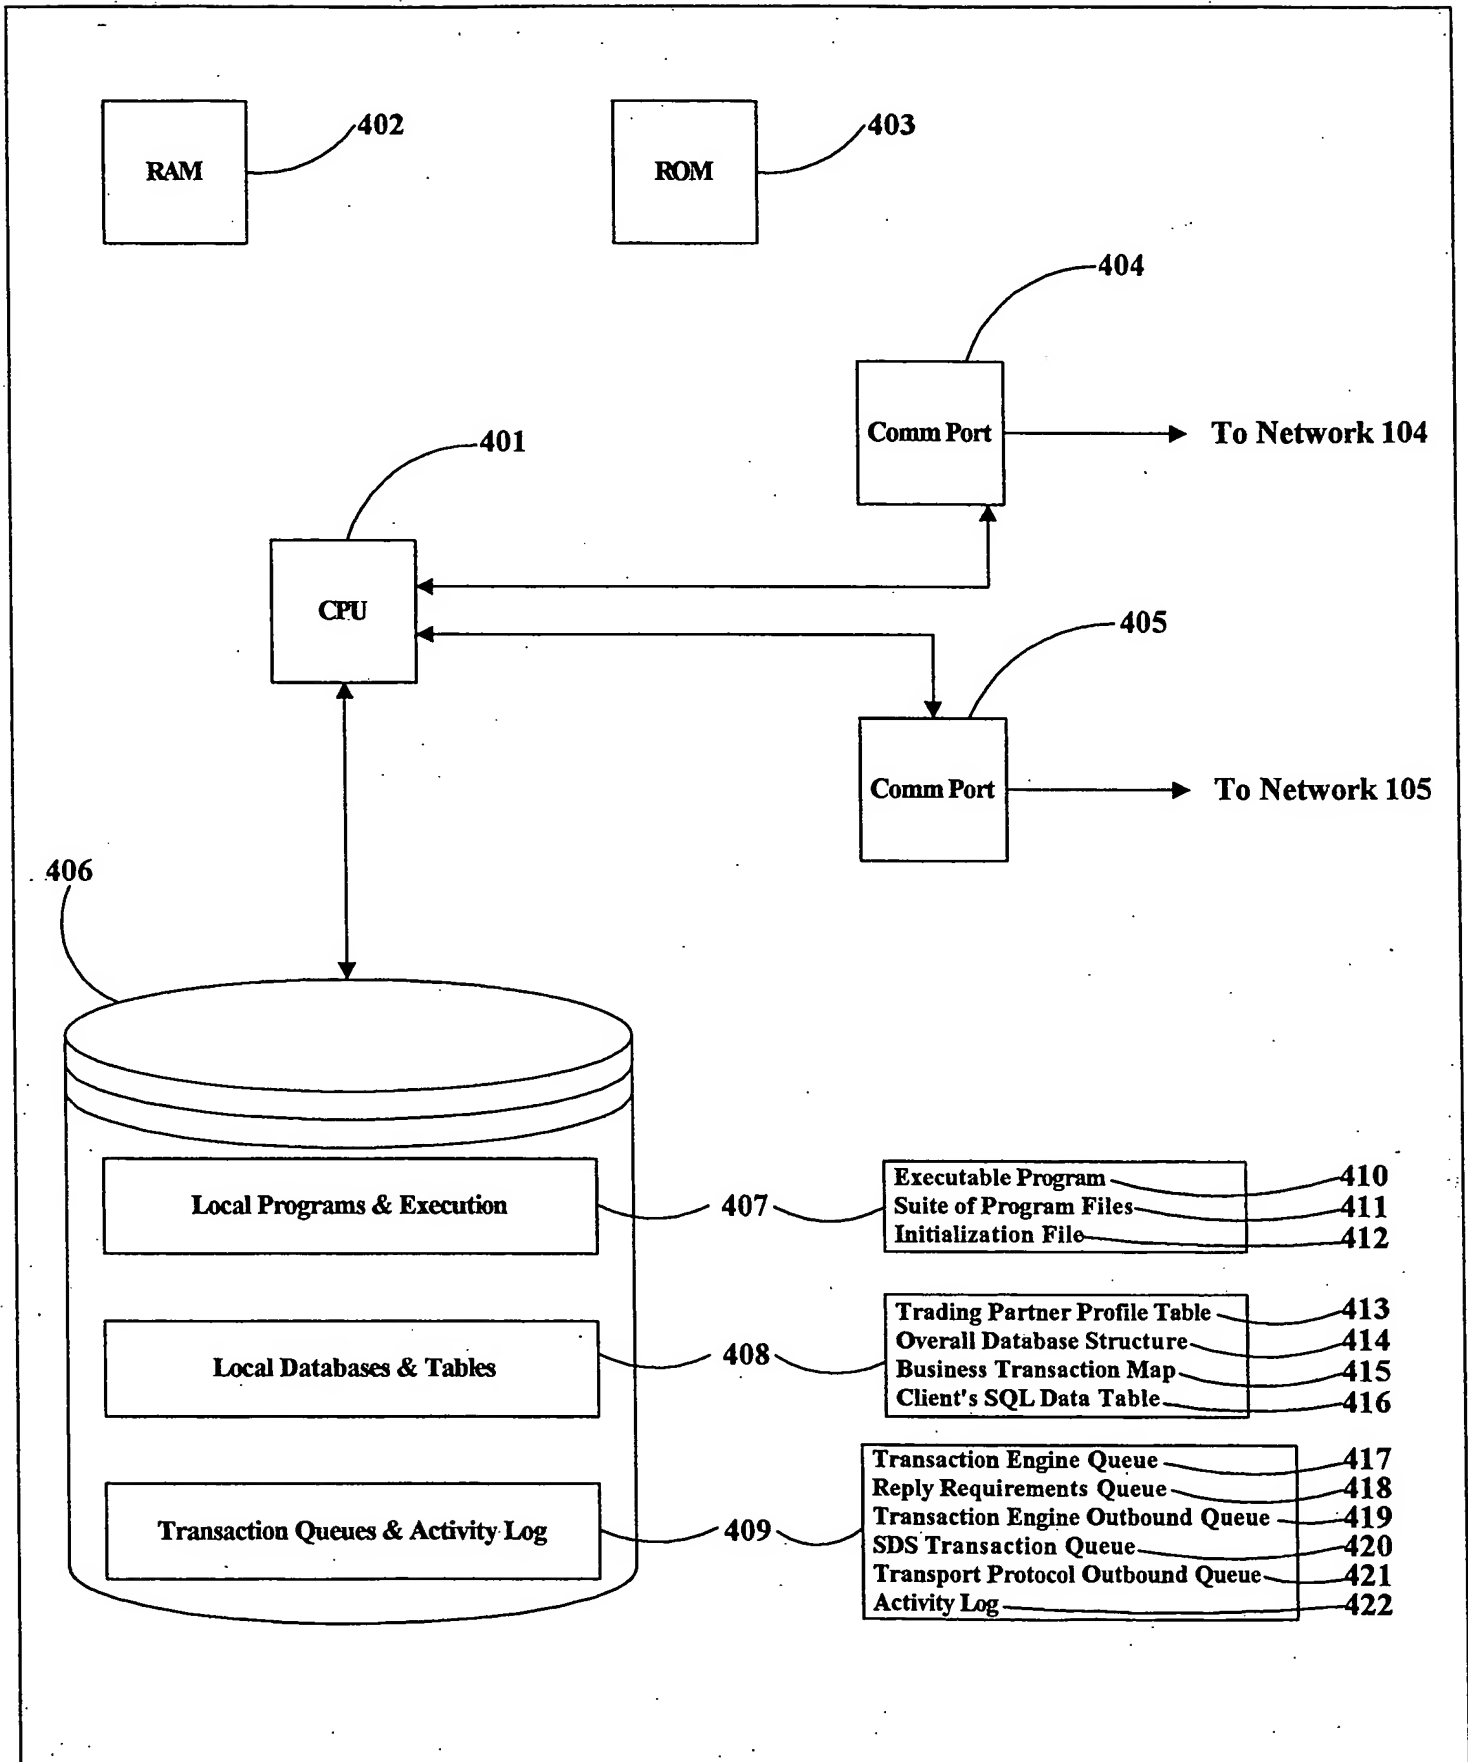 402
403
RAM
ROM
404
Comm Port
To Network 104
401
CPU
405
Comm Port
To Network 105
406
Local Programs & Execution
407
Executable Program
410
Suite of Program Files
411
Initialization File
412
Local Databases & Tables
408
Trading Partner Profile Table
413
Overall Database Structure
414
Business Transaction Map
415
Client's SQL Data Table
416
Transaction Queues & Activity Log
409
Transaction Engine Queue
417
Reply Requirements Queue
418
Transaction Engine Outbound Queue
419
SDS Transaction Queue
420
Transport Protocol Outbound Queue
421
Activity Log
422